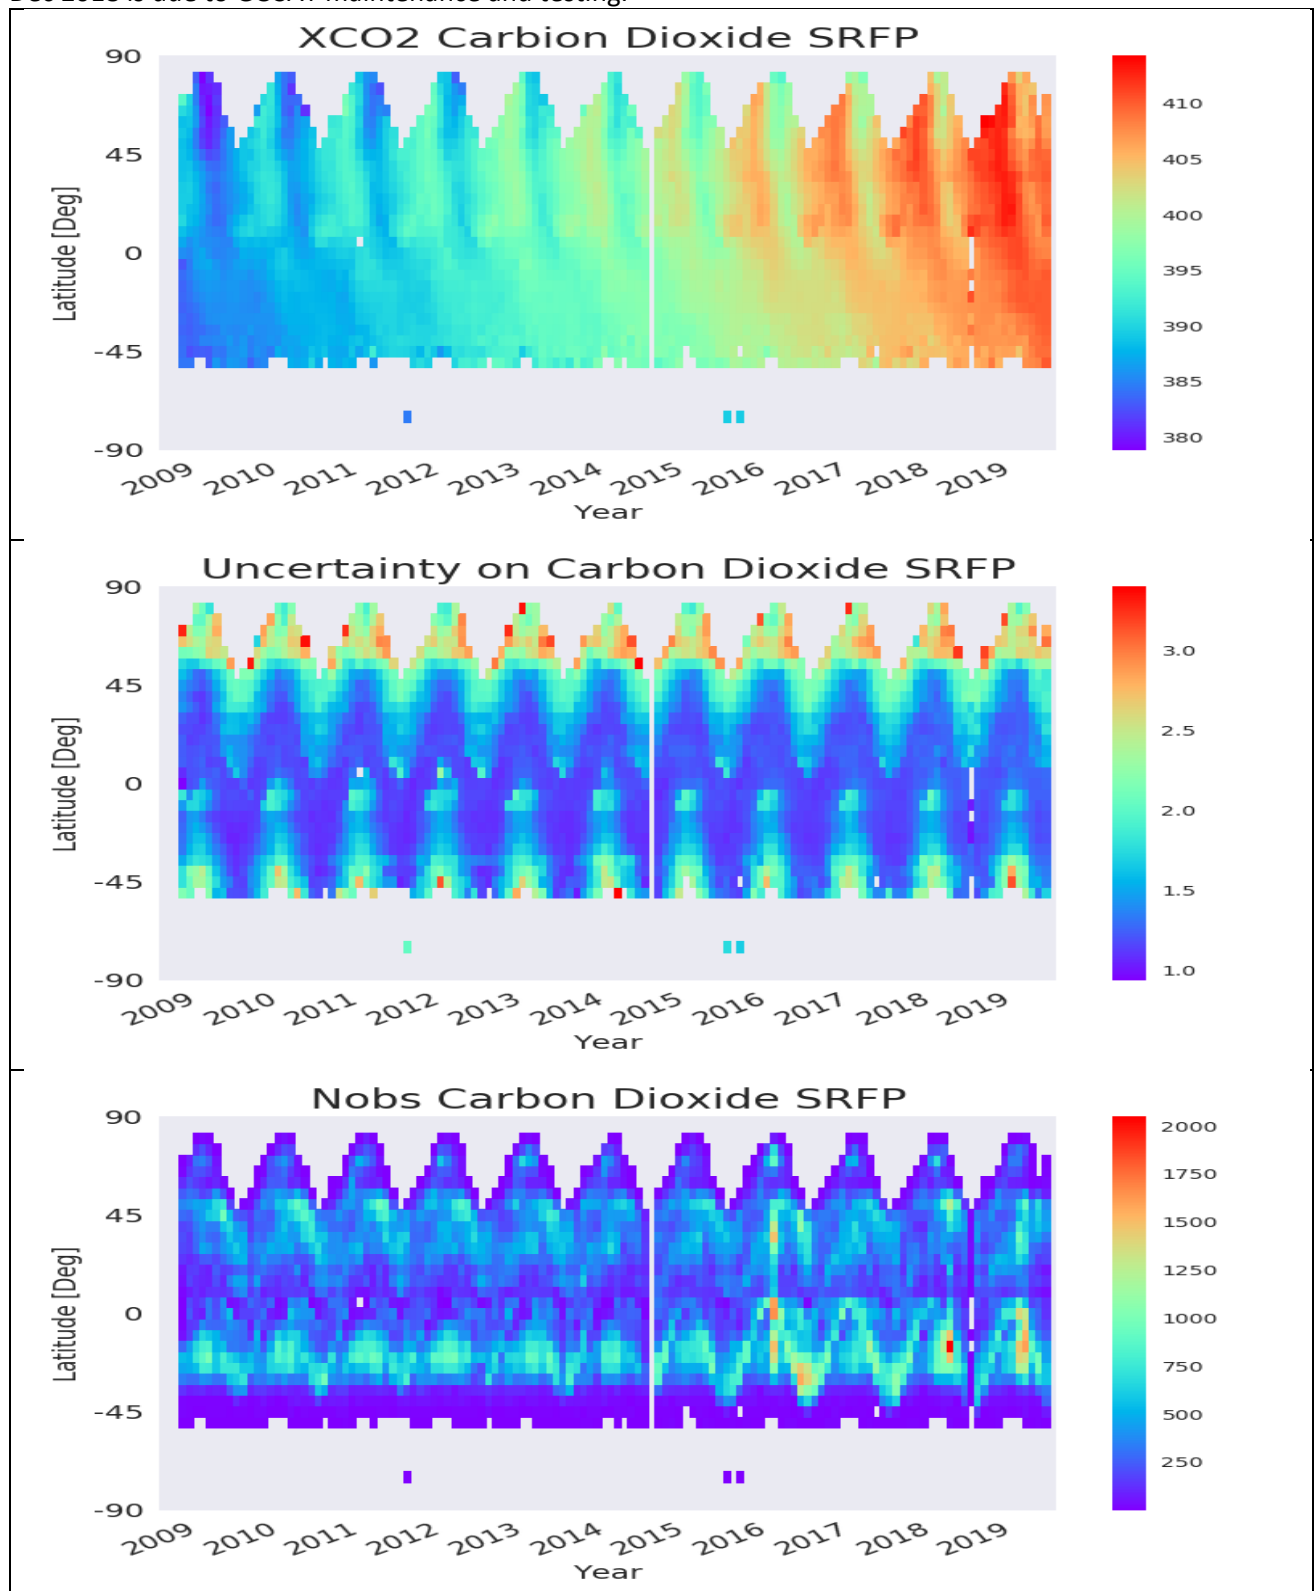 XCO2 Carbion Dioxide SRFP
90
45
0
-45
-90
Latitude [Deg]
2009 2010 2011 2012 2013 2014 2015 2016 2017 2018 2019
Year
410
405
400
395
390
385
380
Uncertainty on Carbon Dioxide SRFP
90
45
0
-45
-90
Latitude [Deg]
2009 2010 2011 2012 2013 2014 2015 2016 2017 2018 2019
Year
3.0
2.5
2.0
1.5
1.0
Nobs Carbon Dioxide SRFP
90
45
0
-45
-90
Latitude [Deg]
2009 2010 2011 2012 2013 2014 2015 2016 2017 2018 2019
Year
2000
1750
1500
1250
1000
750
500
250